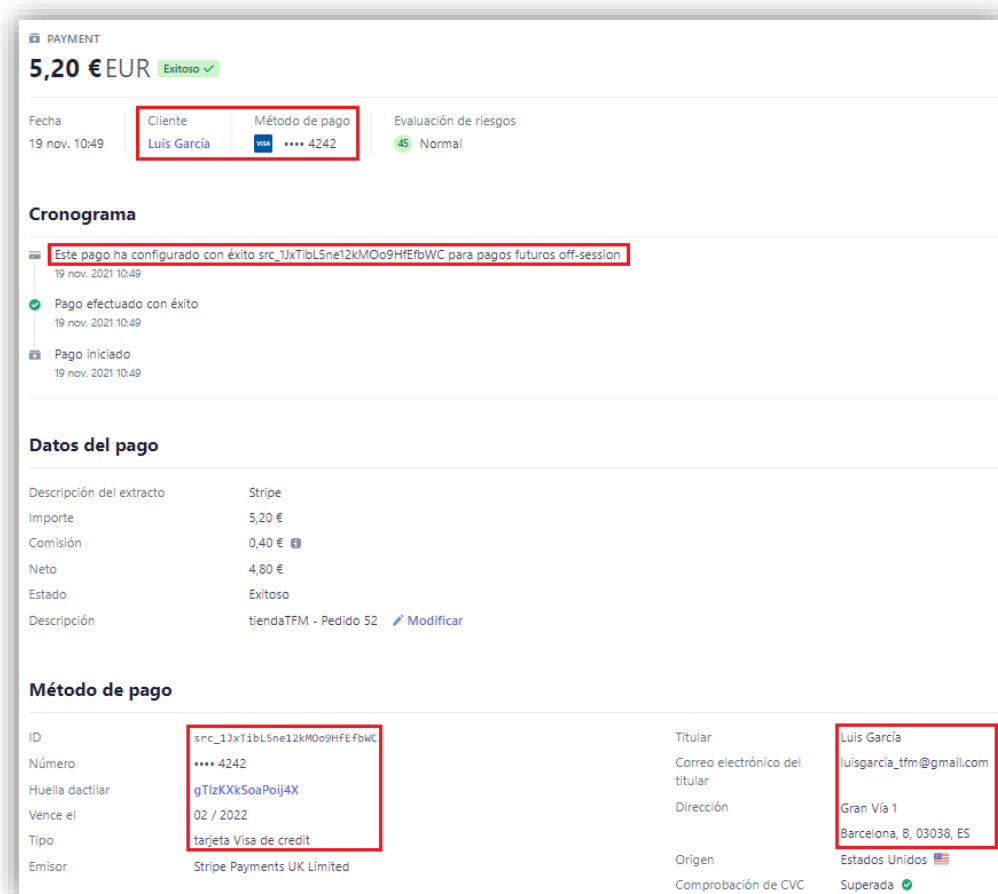 PAYMENT
5,20 € EUR Exitoso
Fecha Cliente Método de pago Evaluación de riesgos
19 nov. 10:49 Luis García VISA •••• 4242 45 Normal
Cronograma
Este pago ha configurado con éxito src_1JxTibL5ne12kMOo9HfEfbWC para pagos futuros off-session
19 nov. 2021 10:49
Pago efectuado con éxito
19 nov. 2021 10:49
Pago iniciado
19 nov. 2021 10:49
Datos del pago
Descripción del extracto Stripe
Importe 5,20 €
Comisión 0,40 €
Neto 4,80 €
Estado Exitoso
Descripción tiendaTFM - Pedido 52 Modificar
Método de pago
ID src_1JxTibL5ne12kMOo9HfEfbWC
Número •••• 4242
Huella dactilar gTlzKXkSoaPoij4X
Vence el 02 / 2022
Tipo tarjeta Visa de credit
Emisor Stripe Payments UK Limited
Titular Luis García
Correo electrónico del luisgarcia_tfm@gmail.com
titular
Dirección Gran Vía 1
Barcelona, B, 03038, ES
Origen Estados Unidos
Comprobación de CVC Superada